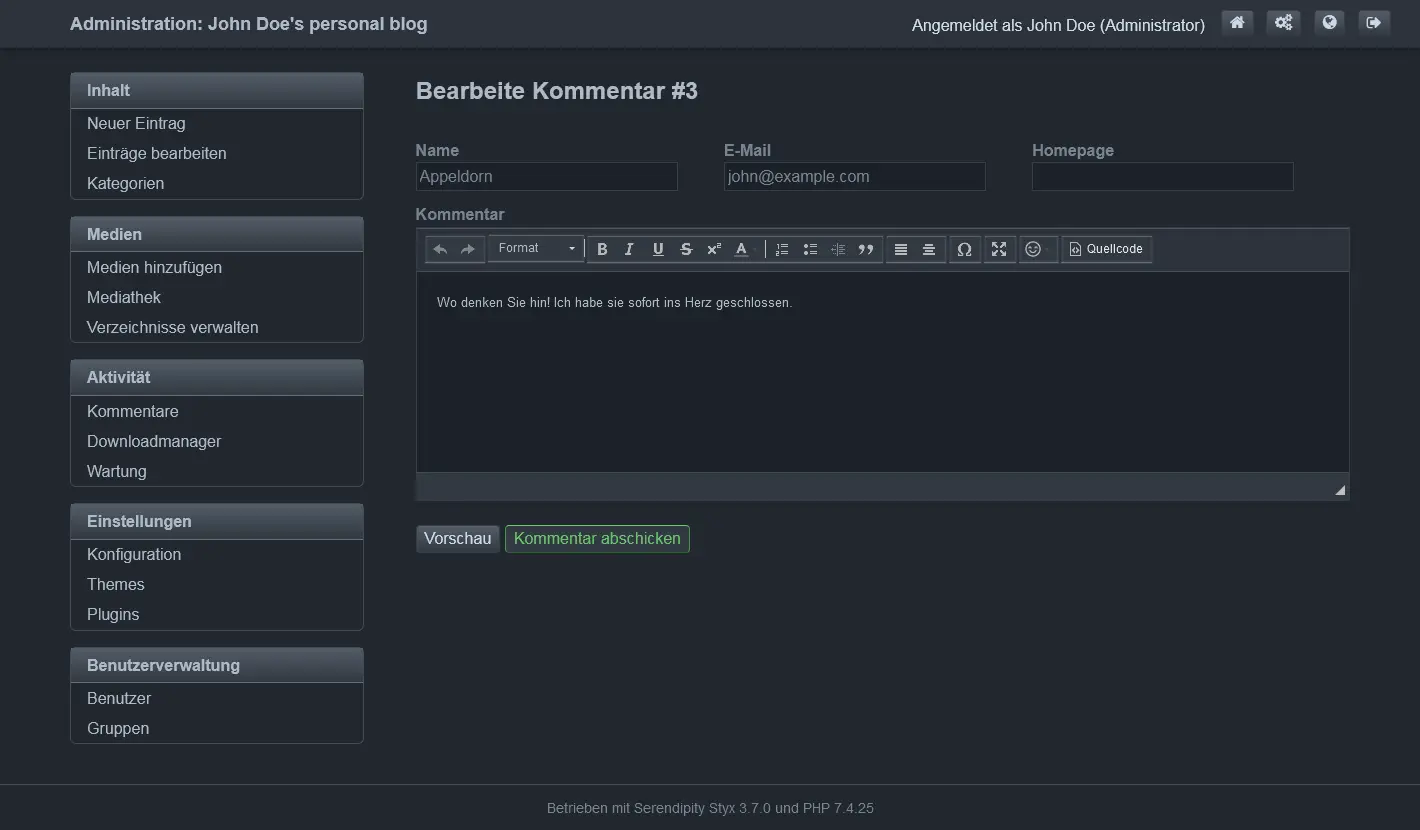 Administration: John Doe's personal blog
Angemeldet als John Doe (Administrator)
Inhalt
Neuer Eintrag
Einträge bearbeiten
Kategorien
Medien
Medien hinzufügen
Mediathek
Verzeichnisse verwalten
Aktivität
Kommentare
Downloadmanager
Wartung
Einstellungen
Konfiguration
Themes
Plugins
Benutzerverwaltung
Benutzer
Gruppen
Bearbeite Kommentar #3
Name E-Mail Homepage
Appeldorn john@example.com
Kommentar
Format Quellcode
Wo denken Sie hin! Ich habe sie sofort ins Herz geschlossen.
Vorschau Kommentar abschicken
Betrieben mit Serendipity Styx 3.7.0 und PHP 7.4.25